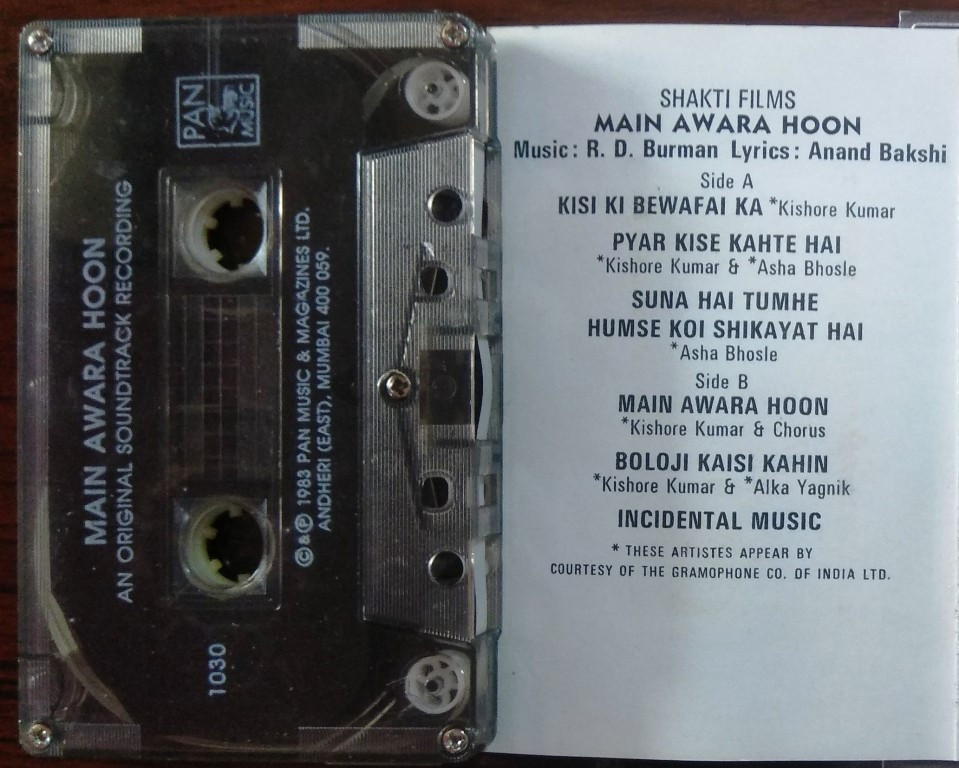 PAN
MUSIC
MAIN AWARA HOON
AN ORIGINAL SOUNDTRACK RECORDING
©&℗ 1983 PAN MUSIC & MAGAZINES LTD.
ANDHERI (EAST), MUMBAI 400 059.
1030
SHAKTI FILMS
MAIN AWARA HOON
Music: R. D. Burman Lyrics: Anand Bakshi
Side A
KISI KI BEWAFAI KA *Kishore Kumar
PYAR KISE KAHTE HAI
*Kishore Kumar & *Asha Bhosle
SUNA HAI TUMHE
HUMSE KOI SHIKAYAT HAI
*Asha Bhosle
Side B
MAIN AWARA HOON
*Kishore Kumar & Chorus
BOLOJI KAISI KAHIN
*Kishore Kumar & *Alka Yagnik
INCIDENTAL MUSIC
* THESE ARTISTES APPEAR BY
COURTESY OF THE GRAMOPHONE CO. OF INDIA LTD.